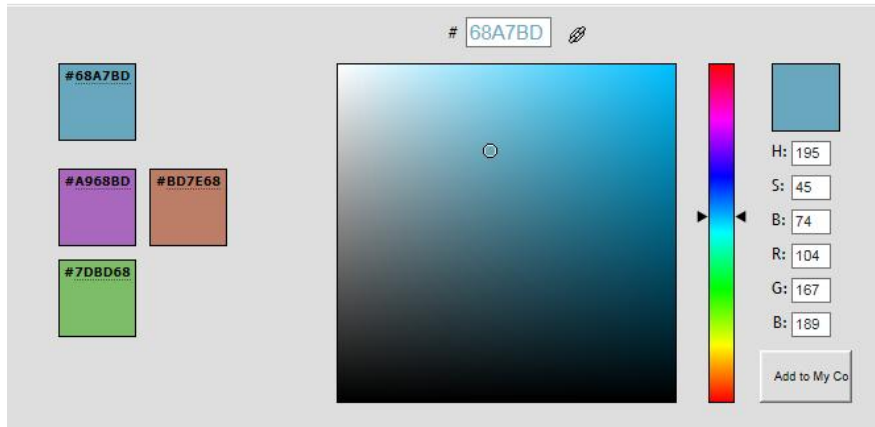 # 68A7BD
#68A7BD
#A968BD #BD7E68
#7DBD68
H: 195
S: 45
B: 74
R: 104
G: 167
B: 189
Add to My Co